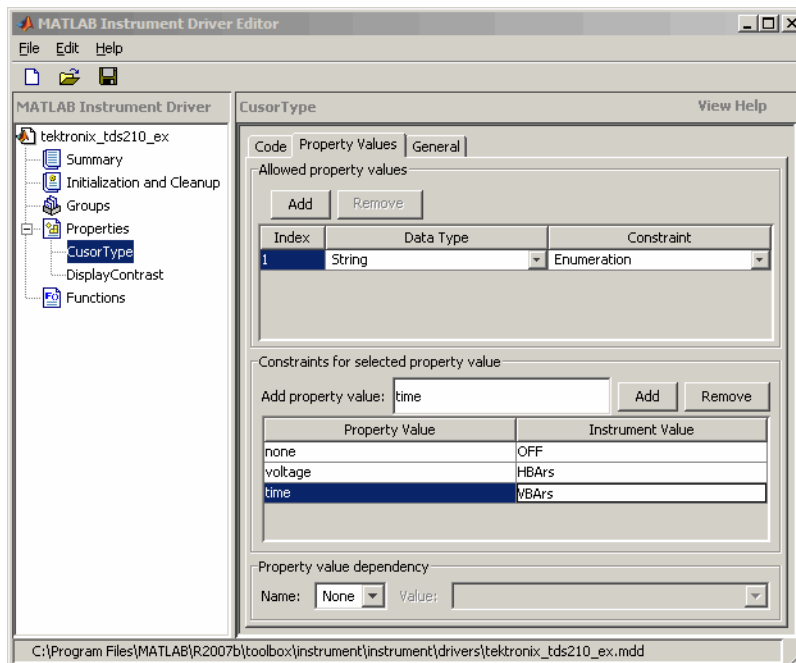 MATLAB Instrument Driver Editor
File Edit Help
MATLAB Instrument Driver
CusorType View Help
tektronix_tds210_ex
Summary
Initialization and Cleanup
Groups
Properties
CusorType
DisplayContrast
Functions
Code Property Values General
Allowed property values
Add Remove
Index Data Type Constraint
1 String Enumeration
Constraints for selected property value
Add property value: time Add Remove
Property Value Instrument Value
none OFF
voltage HBArs
time VBArs
Property value dependency
Name: None Value:
C:\Program Files\MATLAB\R2007b\toolbox\instrument\instrument\drivers\tektronix_tds210_ex.mdd